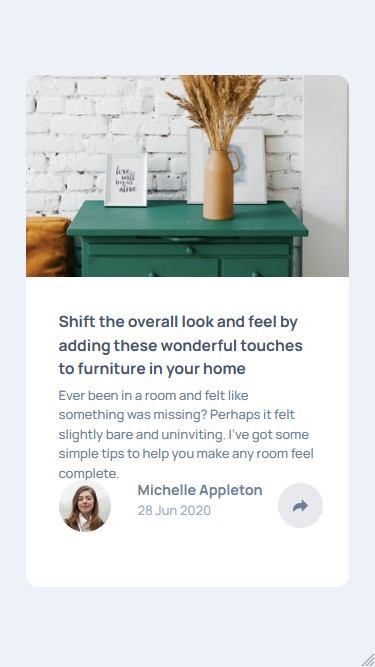 love
will
keep us
alive
Shift the overall look and feel by
adding these wonderful touches
to furniture in your home
Ever been in a room and felt like
something was missing? Perhaps it felt
slightly bare and uninviting. I've got some
simple tips to help you make any room feel
complete.
Michelle Appleton
28 Jun 2020